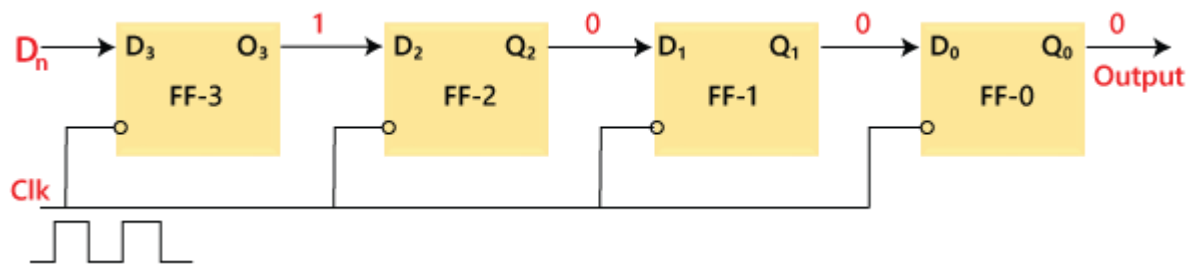 1 0 0 0
Dn D3 O3 D2 Q2 D1 Q1 D0 Q0
Output
FF-3 FF-2 FF-1 FF-0
Clk